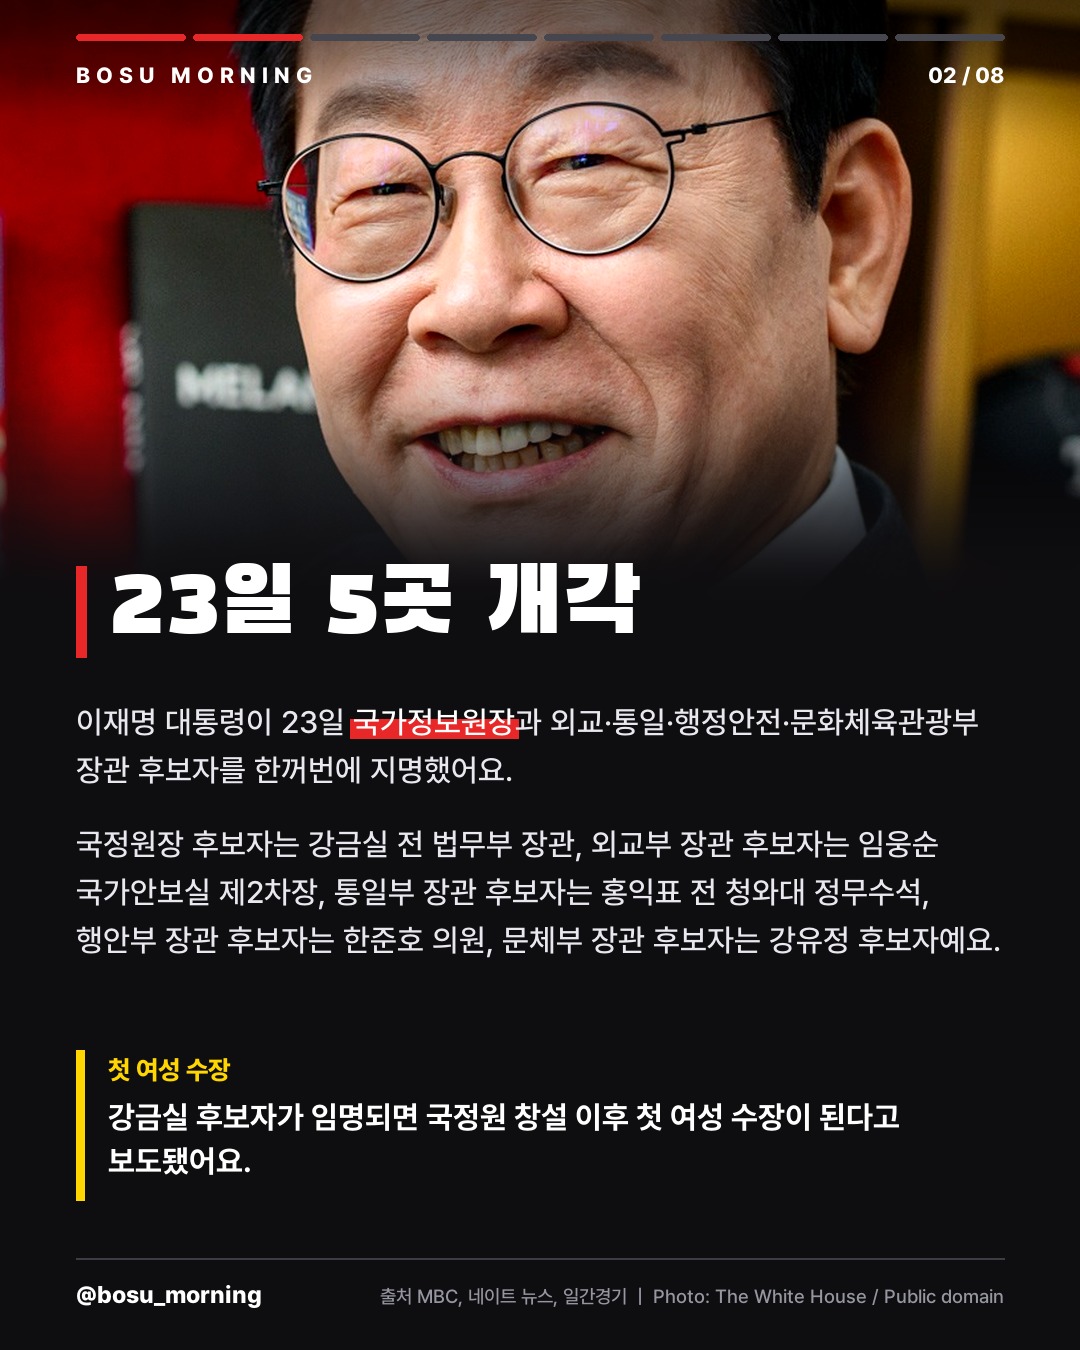 BOSU MORNING
02 / 08
23일 5곳 개각
이재명 대통령이 23일 국가정보원장과 외교·통일·행정안전·문화체육관광부
장관 후보자를 한꺼번에 지명했어요.
국정원장 후보자는 강금실 전 법무부 장관, 외교부 장관 후보자는 임웅순
국가안보실 제2차장, 통일부 장관 후보자는 홍익표 전 청와대 정무수석,
행안부 장관 후보자는 한준호 의원, 문체부 장관 후보자는 강유정 후보자예요.
첫 여성 수장
강금실 후보자가 임명되면 국정원 창설 이후 첫 여성 수장이 된다고
보도됐어요.
@bosu_morning
출처 MBC, 네이트 뉴스, 일간경기 | Photo: The White House / Public domain